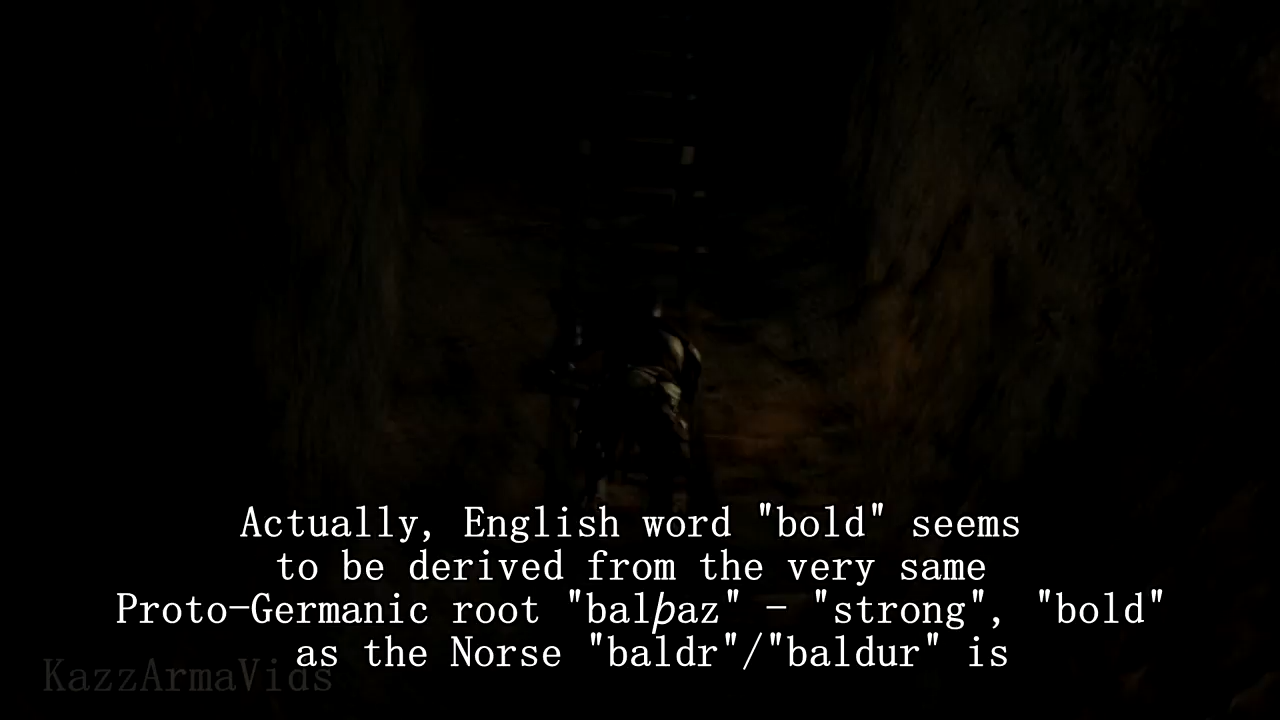 Actually, English word "bold" seems
to be derived from the very same
Proto-Germanic root "balþaz" - "strong", "bold"
as the Norse "baldr"/"baldur" is
KazzArmaVids